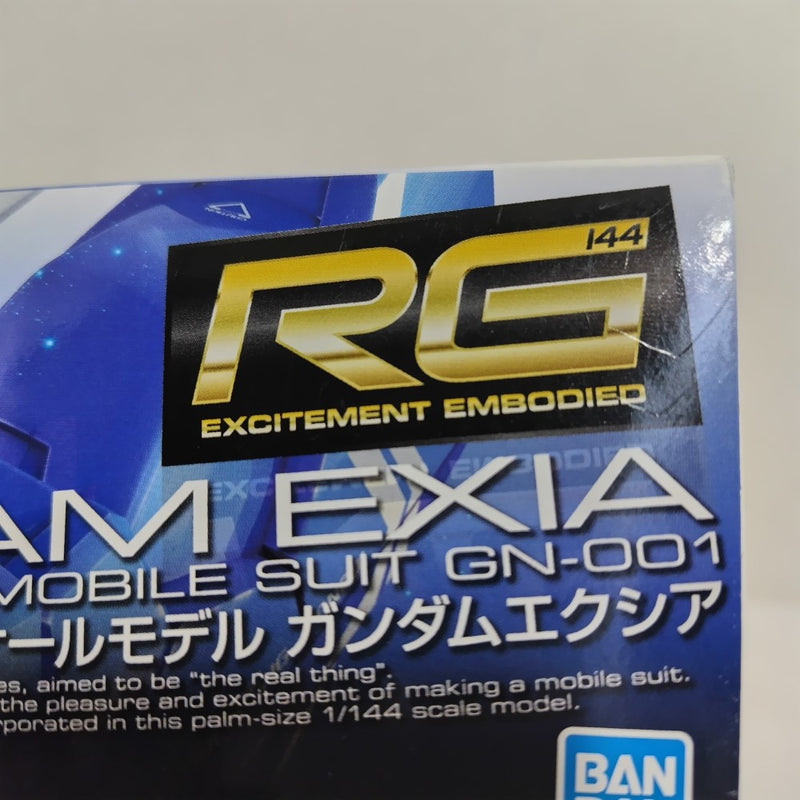 144
RG
EXCITEMENT EMBODIED
AM EXIA
MOBILE SUIT GN-001
ールモデル ガンダムエクシア
es, aimed to be "the real thing".
the pleasure and excitement of making a mobile suit.
rporated in this palm-size 1/144 scale model.
BAN